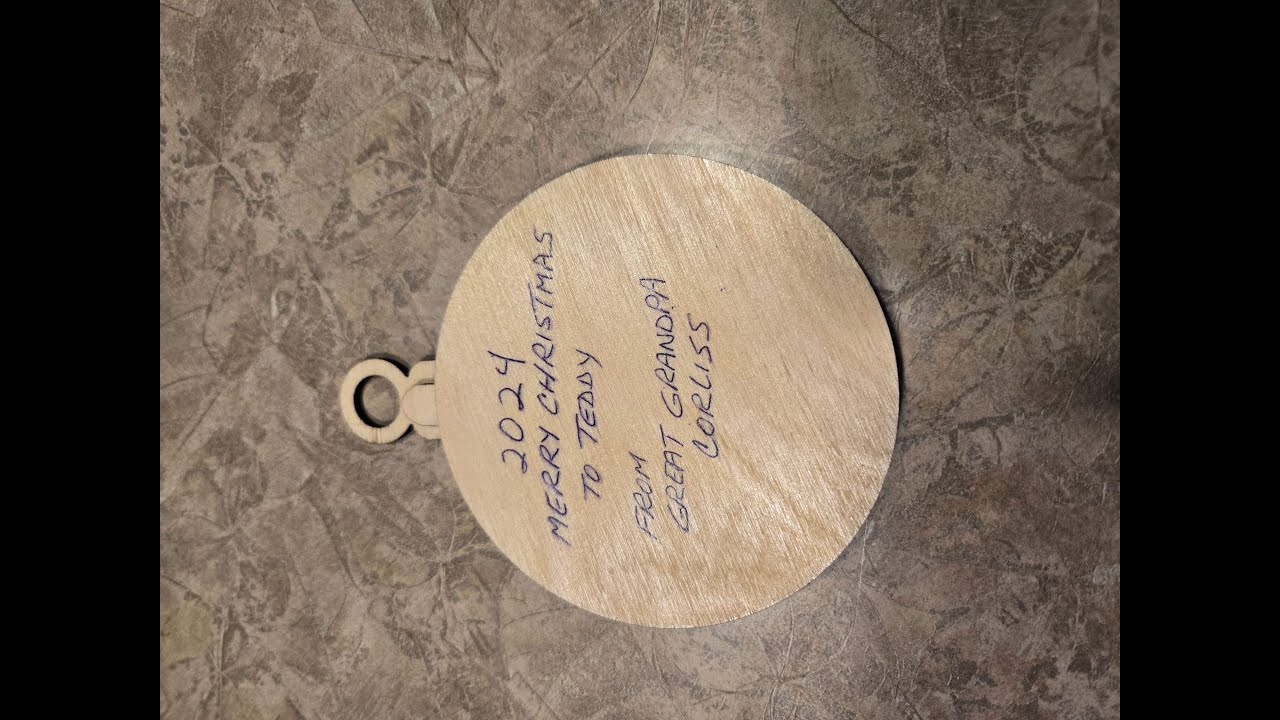 2024
MERRY CHRISTMAS
TO TEDDY
FROM
GREAT GRANDPA
CORLISS